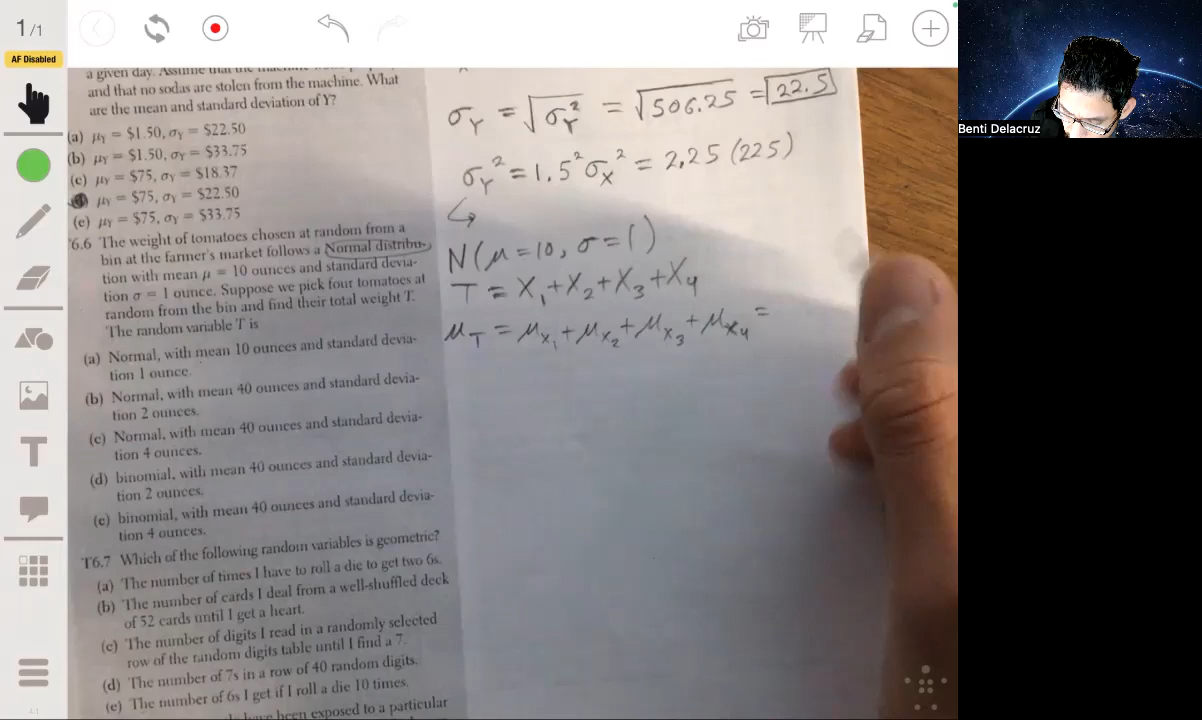 1/1
AF Disabled
T
a given day. Assume that the
and that no sodas are stolen from the machine. What
are the mean and standard deviation of Y?
(a) μY = $1.50, σY = $22.50
(b) μY = $1.50, σY = $33.75
(c) μY = $75, σY = $18.37
μY = $75, σY = $22.50
(e) μY = $75, σY = $33.75
T6.6 The weight of tomatoes chosen at random from a
bin at the farmer's market follows a Normal distribu-
tion with mean μ = 10 ounces and standard devia-
tion σ = 1 ounce. Suppose we pick four tomatoes at
random from the bin and find their total weight T.
The random variable T is
(a) Normal, with mean 10 ounces and standard devia-
tion 1 ounce.
(b) Normal, with mean 40 ounces and standard devia-
tion 2 ounces.
(c) Normal, with mean 40 ounces and standard devia-
tion 4 ounces.
(d) binomial, with mean 40 ounces and standard devia-
tion 2 ounces.
(e) binomial, with mean 40 ounces and standard devia-
tion 4 ounces.
T6.7 Which of the following random variables is geometric?
(a) The number of times I have to roll a die to get two 6s.
(b) The number of cards I deal from a well-shuffled deck
of 52 cards until I get a heart.
(c) The number of digits I read in a randomly selected
row of the random digits table until I find a 7.
(d) The number of 7s in a row of 40 random digits.
(e) The number of 6s I get if I roll a die 10 times.
have been exposed to a particular
σY = √σY² = √506.25 = 22.5
σY² = 1.5²σX² = 2.25 (225)
N(μ=10, σ=1)
T = X₁+X₂+X₃+X₄
μT = μX₁+μX₂+μX₃+μX₄ =
Benti Delacruz